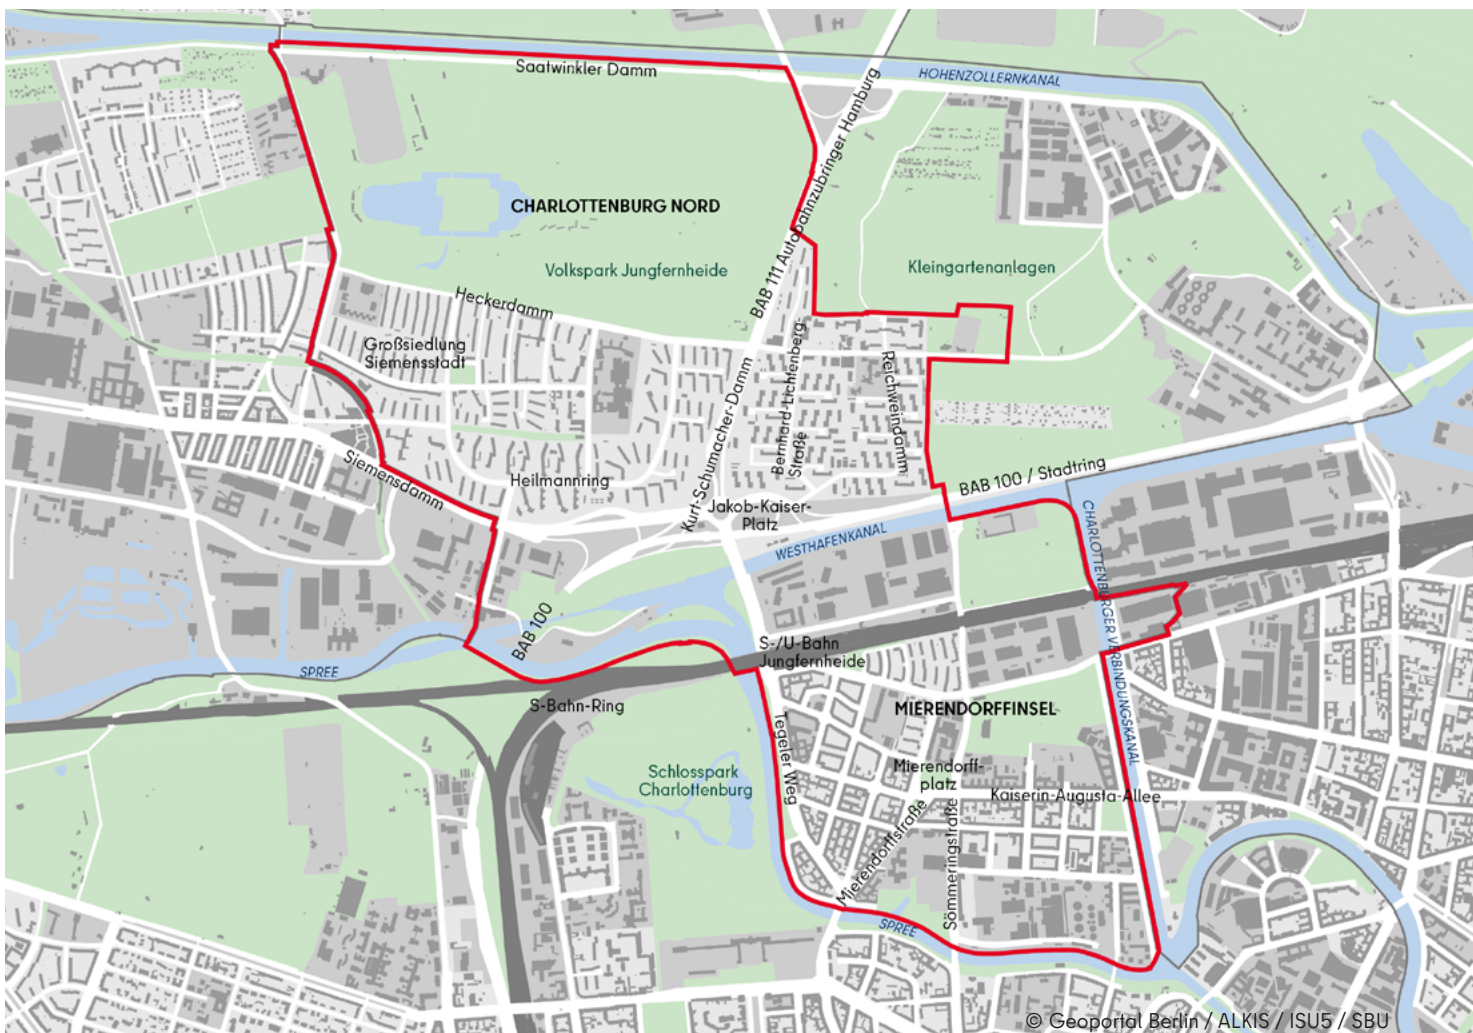 Saatwinkler Damm
HOHENZOLLERNKANAL
BAB 111 Autobahnzubringer Hamburg
CHARLOTTENBURG NORD
Volkspark Jungfernheide
Kleingartenanlagen
Heckerdamm
Großsiedlung
Siemensstadt
Kurt-Schumacher-Damm
Bernhard-Lichtenberg-
Straße
Reichweindamm
Siemensdamm
Heilmannring
BAB 100 / Stadtring
Jakob-Kaiser-
Platz
WESTHAFENKANAL
CHARLOTTENBURGER VERBINDUNGSKANAL
BAB 100
S-/U-Bahn
Jungfernheide
SPREE
S-Bahn-Ring
MIERENDORFFINSEL
Tegeler Weg
Schlosspark
Charlottenburg
Mierendorff-
platz
Kaiserin-Augusta-Allee
Mierendorffstraße
Sömmeringstraße
SPREE
© Geoportal Berlin / ALKIS / ISU5 / SBU